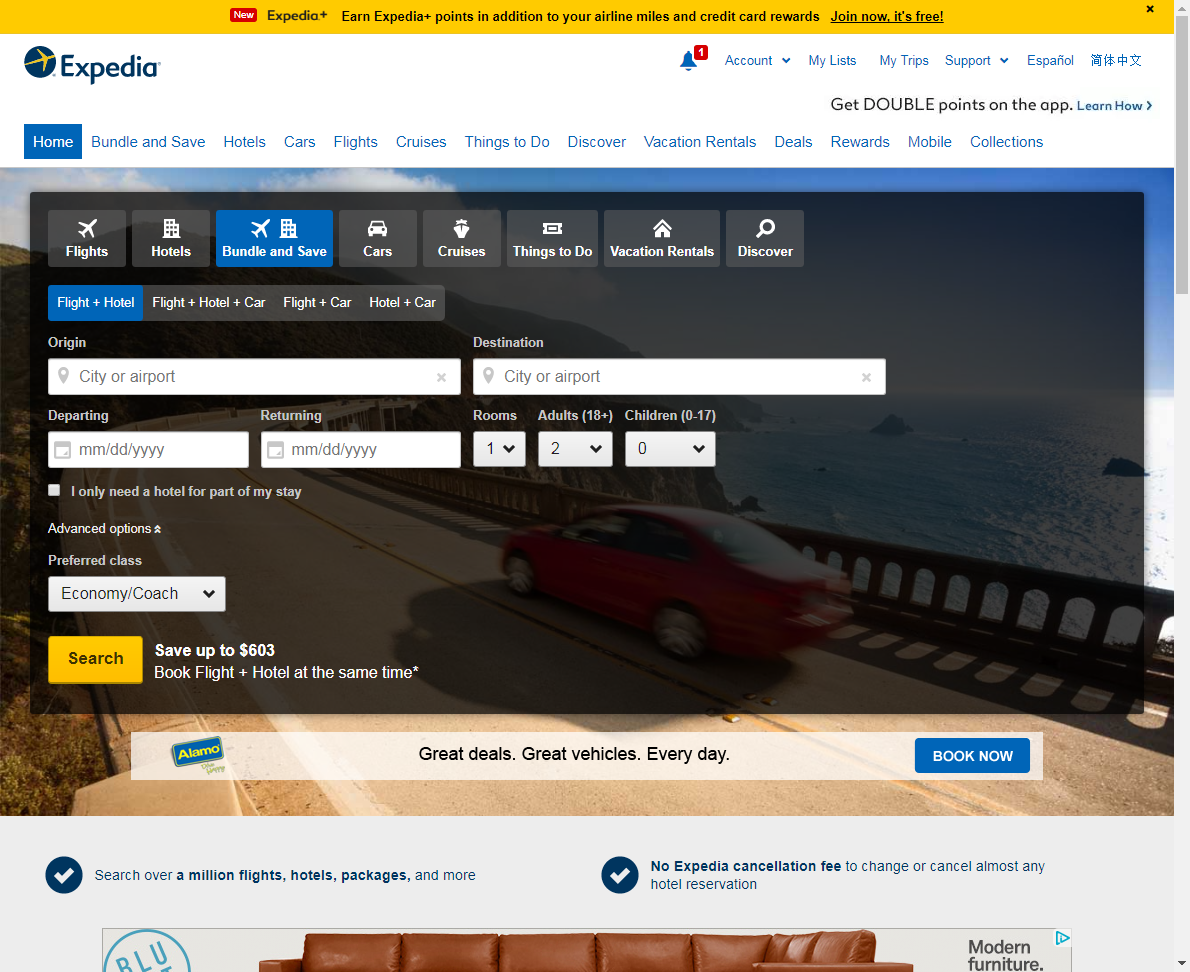 New Expedia+ Earn Expedia+ points in addition to your airline miles and credit card rewards Join now, it's free! ×
Expedia
1 Account My Lists My Trips Support Español 简体中文
Get DOUBLE points on the app. Learn How ›
Home Bundle and Save Hotels Cars Flights Cruises Things to Do Discover Vacation Rentals Deals Rewards Mobile Collections
Flights Hotels Bundle and Save Cars Cruises Things to Do Vacation Rentals Discover
Flight + Hotel Flight + Hotel + Car Flight + Car Hotel + Car
Origin Destination
City or airport × City or airport ×
Departing Returning Rooms Adults (18+) Children (0-17)
mm/dd/yyyy mm/dd/yyyy 1 2 0
I only need a hotel for part of my stay
Advanced options
Preferred class
Economy/Coach
Search
Save up to $603
Book Flight + Hotel at the same time*
Alamo
Great deals. Great vehicles. Every day.
BOOK NOW
Search over a million flights, hotels, packages, and more
No Expedia cancellation fee to change or cancel almost any
hotel reservation
BLU
Modern
furniture.